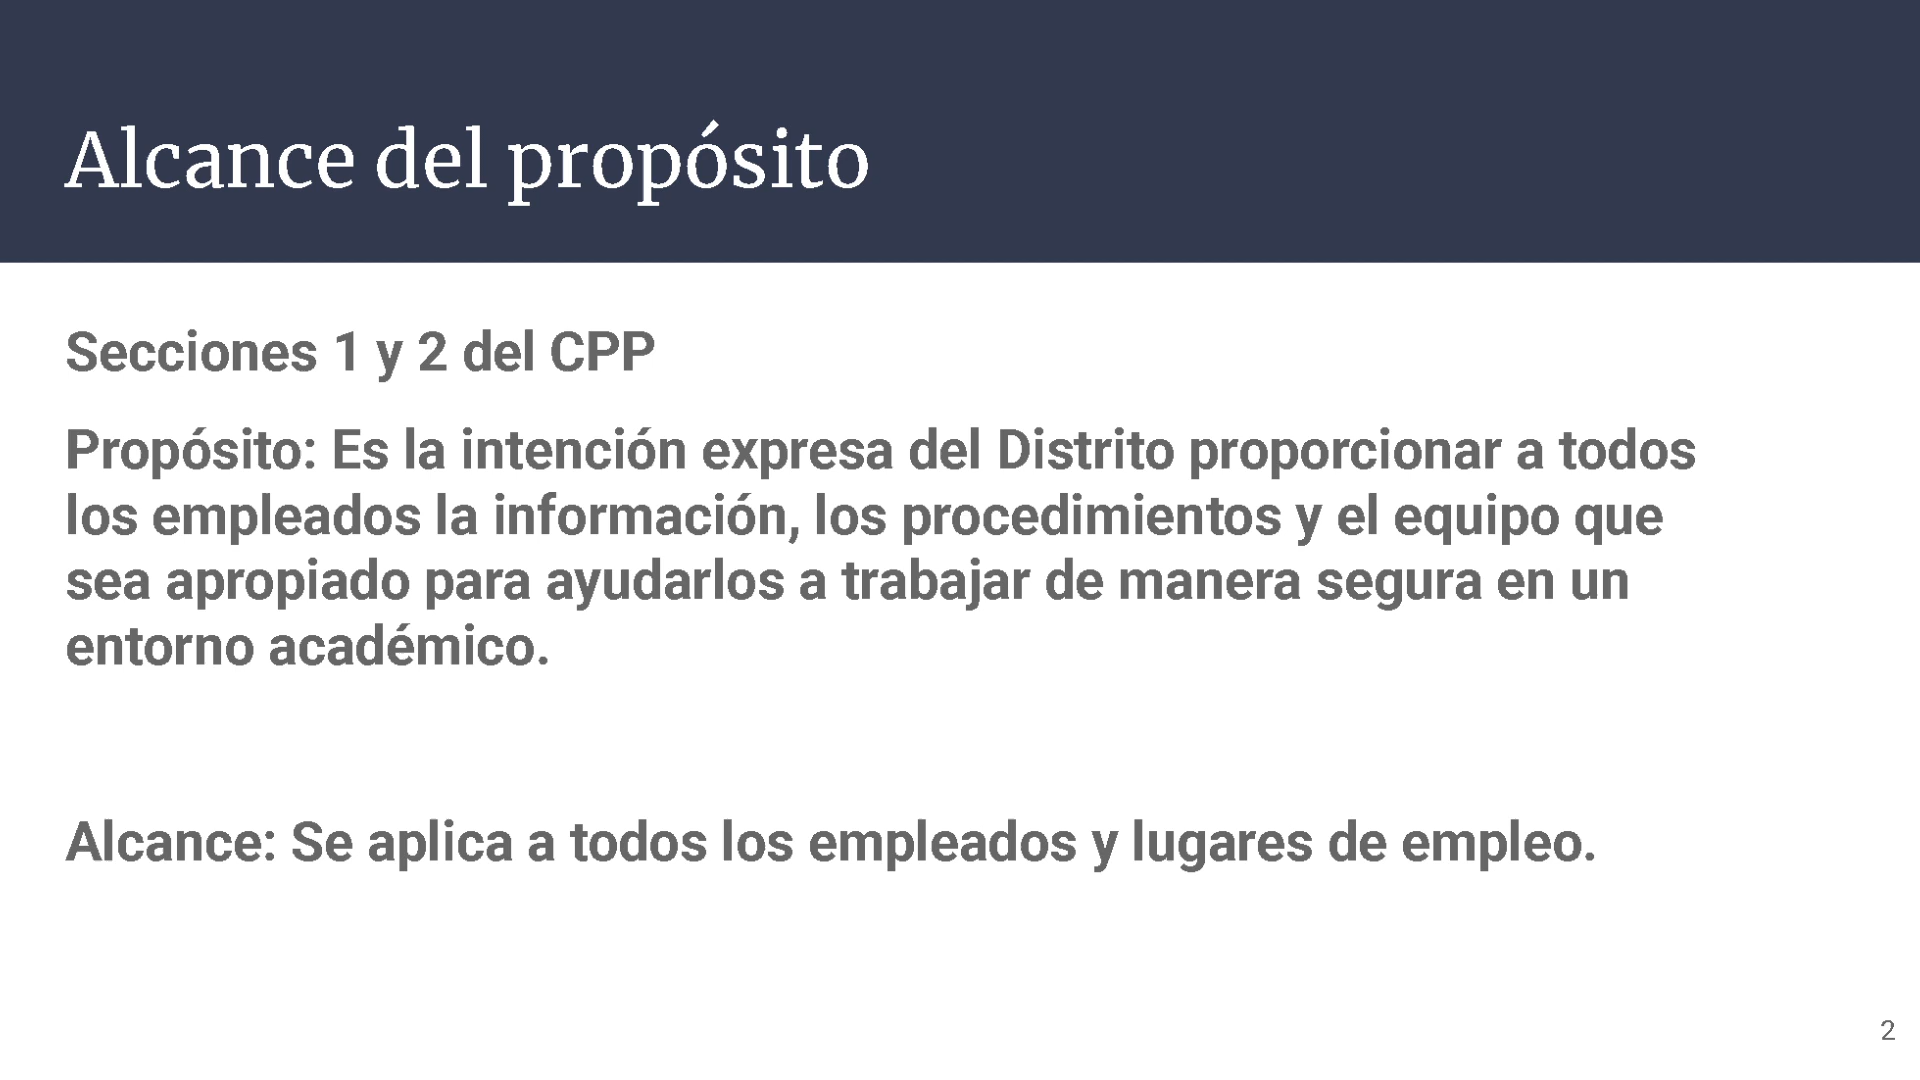 Alcance del propósito
Secciones 1 y 2 del CPP
Propósito: Es la intención expresa del Distrito proporcionar a todos
los empleados la información, los procedimientos y el equipo que
sea apropiado para ayudarlos a trabajar de manera segura en un
entorno académico.
Alcance: Se aplica a todos los empleados y lugares de empleo.
2